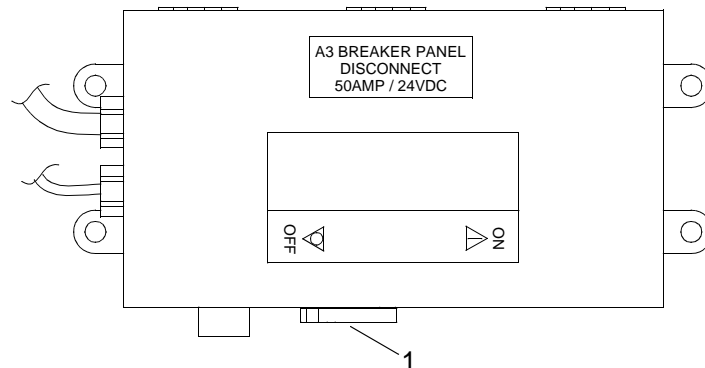 A3 BREAKER PANEL
DISCONNECT
50AMP / 24VDC
OFF
ON
1